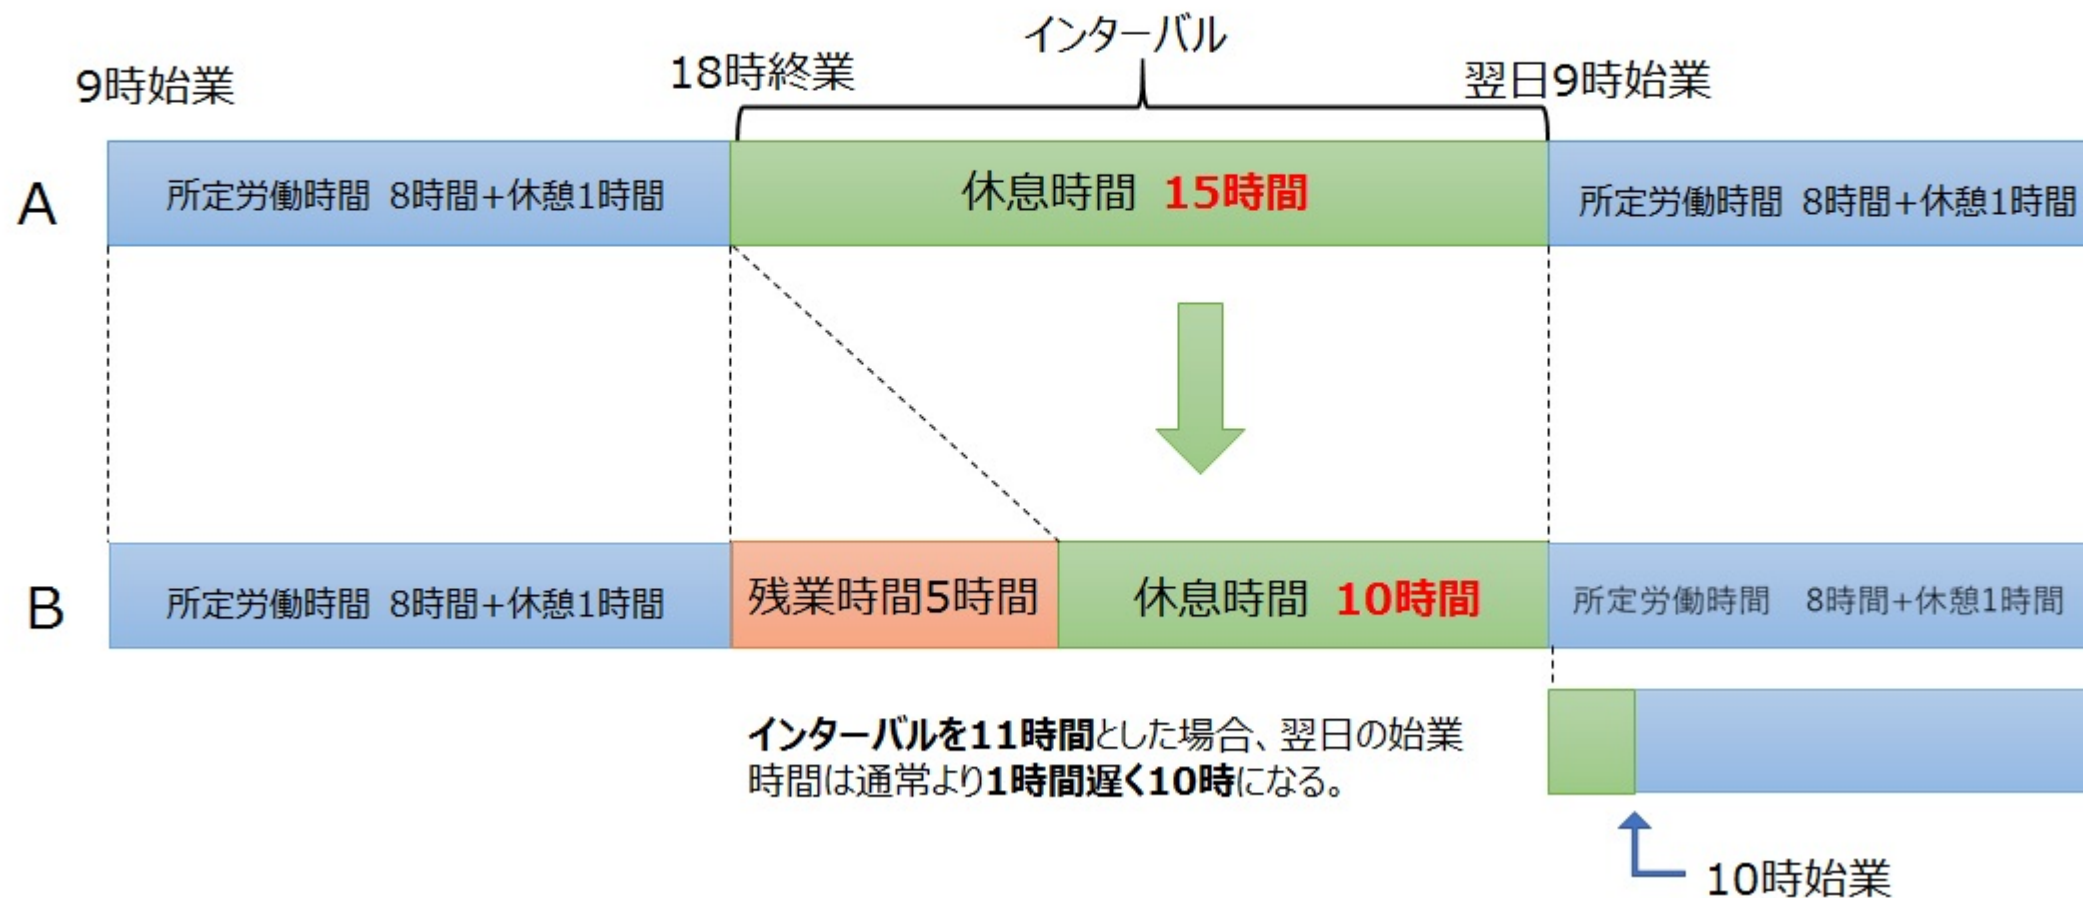 インターバル
9時始業
18時終業
翌日9時始業
A
所定労働時間 8時間+休憩1時間
休息時間 15時間
所定労働時間 8時間+休憩1時間
B
所定労働時間 8時間+休憩1時間
残業時間5時間
休息時間 10時間
所定労働時間 8時間+休憩1時間
インターバルを11時間とした場合、翌日の始業
時間は通常より1時間遅く10時になる。
10時始業